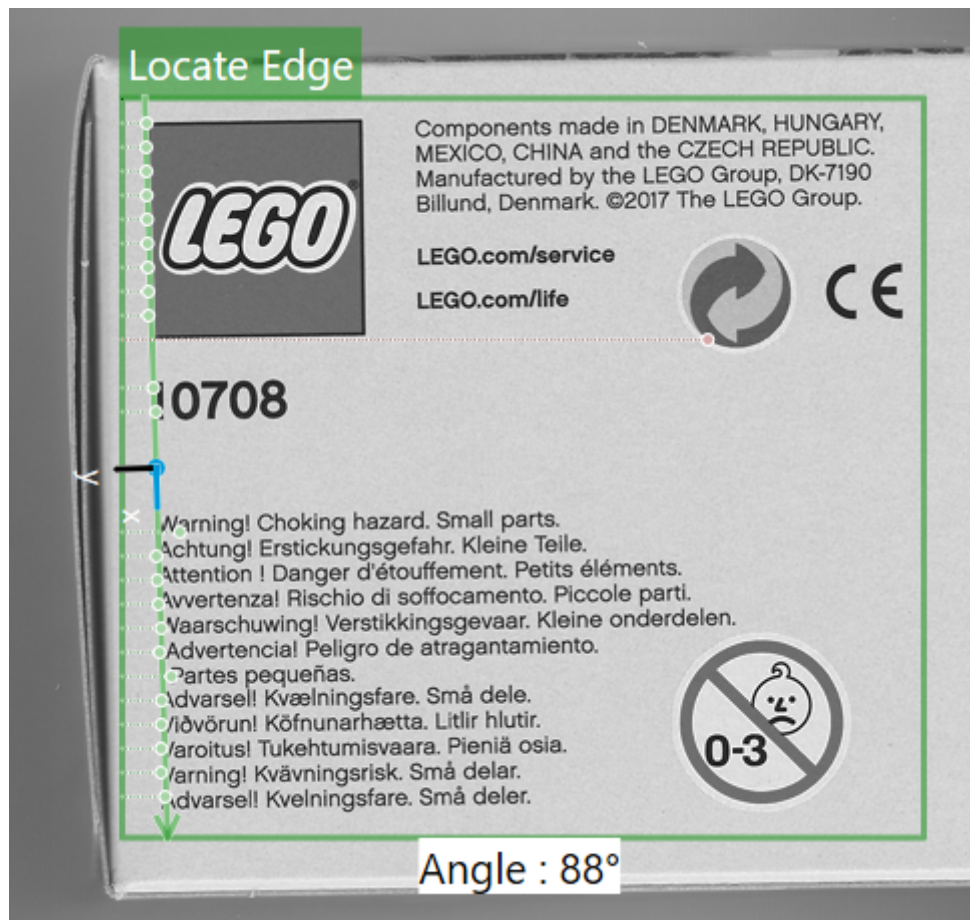 Locate Edge
LEGO
Components made in DENMARK, HUNGARY,
MEXICO, CHINA and the CZECH REPUBLIC.
Manufactured by the LEGO Group, DK-7190
Billund, Denmark. ©2017 The LEGO Group.
LEGO.com/service
LEGO.com/life
CE
10708
y
x
Warning! Choking hazard. Small parts.
Achtung! Erstickungsgefahr. Kleine Teile.
Attention ! Danger d'étouffement. Petits éléments.
Avvertenza! Rischio di soffocamento. Piccole parti.
Waarschuwing! Verstikkingsgevaar. Kleine onderdelen.
Advertencia! Peligro de atragantamiento.
Partes pequeñas.
Advarsel! Kvælningsfare. Små dele.
Viðvörun! Köfnunarhætta. Litlir hlutir.
Varoitus! Tukehtumisvaara. Pieniä osia.
Varning! Kvävningsrisk. Små delar.
Advarsel! Kvelningsfare. Små deler.
0-3
Angle : 88°